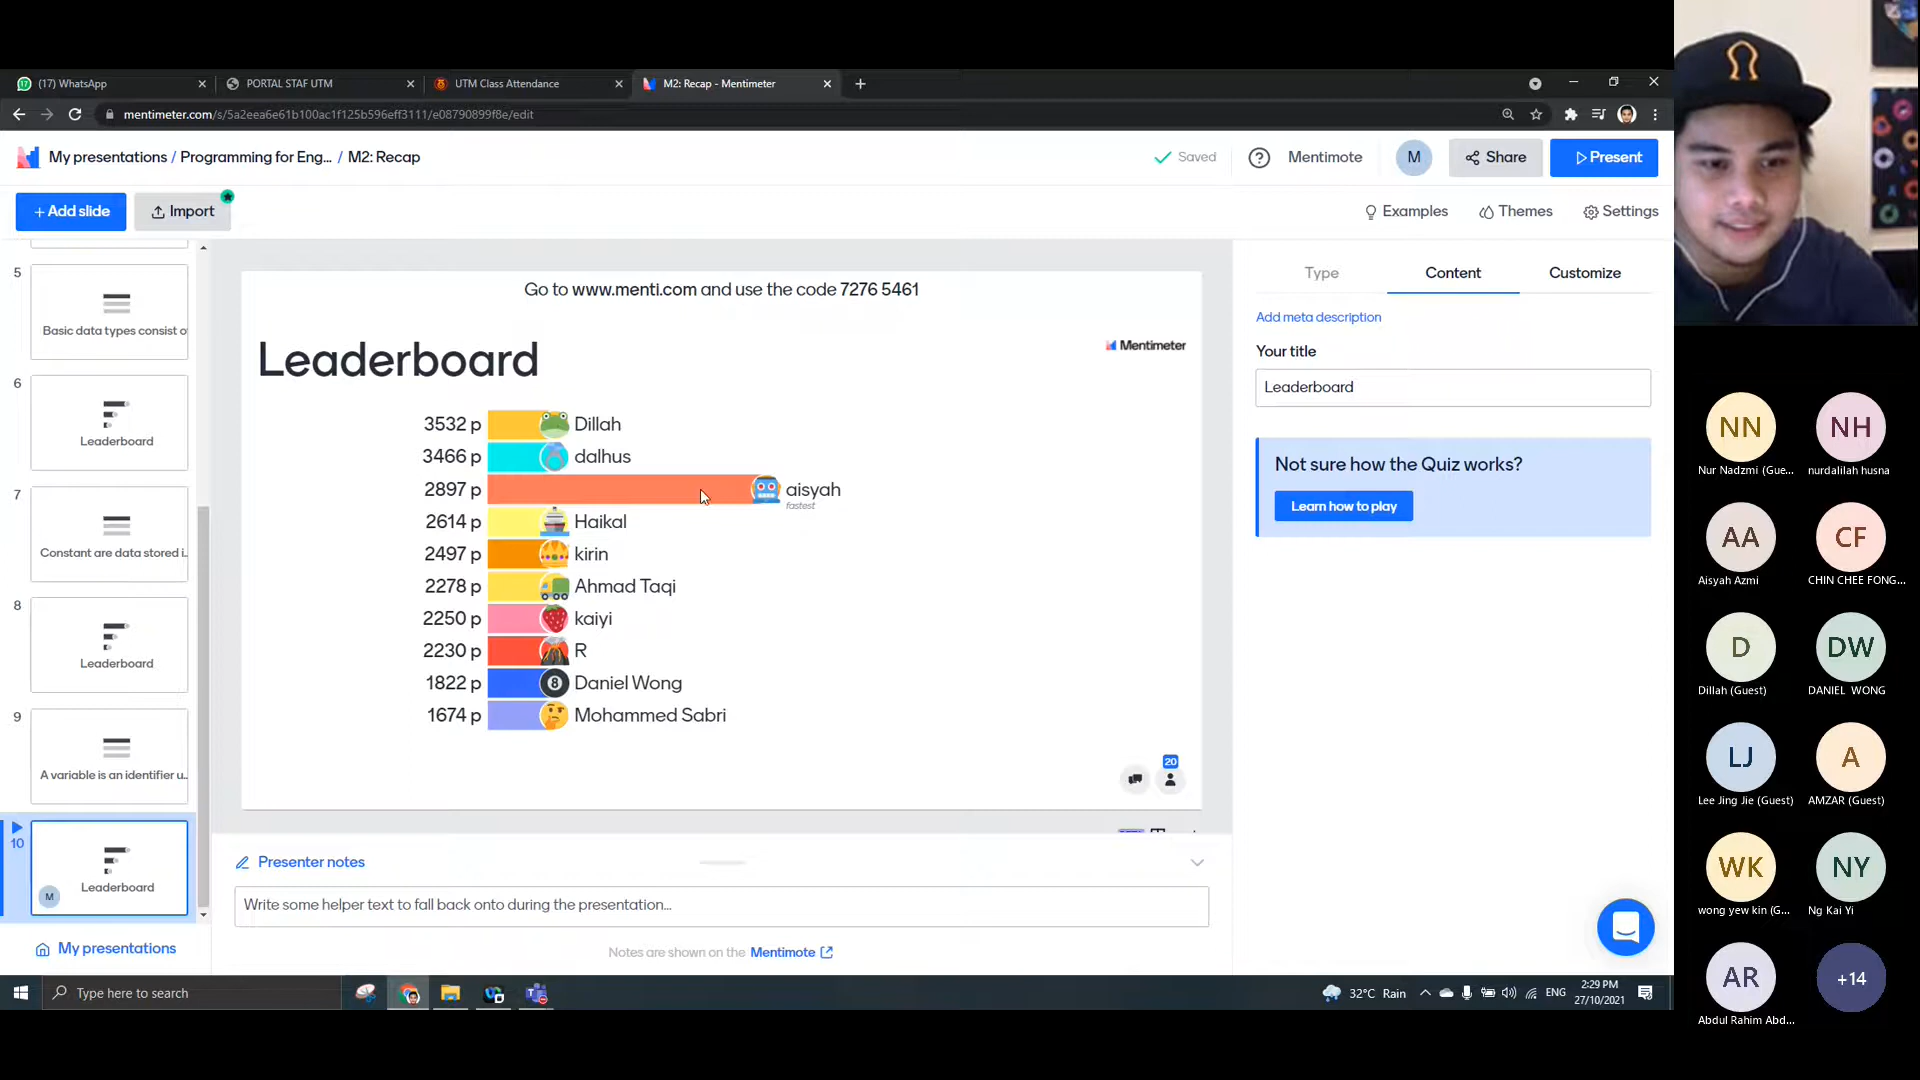 (17) WhatsApp
PORTAL STAF UTM
UTM Class Attendance
M2: Recap - Mentimeter
mentimeter.com/s/5a2eea6e61b100ac1f125b596eff3111/e08790899f8e/edit
My presentations / Programming for Eng... / M2: Recap
Saved
Mentimote
M
Share
Present
+ Add slide
Import
Examples
Themes
Settings
5
Basic data types consist o
6
Leaderboard
7
Constant are data stored i.
8
Leaderboard
9
A variable is an identifier u..
10
Leaderboard
M
My presentations
Go to www.menti.com and use the code 7276 5461
Leaderboard
Mentimeter
3532 p Dillah
3466 p dalhus
2897 p aisyah
fastest
2614 p Haikal
2497 p kirin
2278 p Ahmad Taqi
2250 p kaiyi
2230 p R
1822 p 8 Daniel Wong
1674 p Mohammed Sabri
20
Presenter notes
Write some helper text to fall back onto during the presentation...
Notes are shown on the Mentimote
Type
Content
Customize
Add meta description
Your title
Leaderboard
Not sure how the Quiz works?
Learn how to play
Type here to search
32°C Rain
ENG
2:29 PM
27/10/2021
NN
Nur Nadzmi (Gue...
NH
nurdalilah husna
AA
Aisyah Azmi
CF
CHIN CHEE FONG...
D
Dillah (Guest)
DW
DANIEL WONG
LJ
Lee Jing Jie (Guest)
A
AMZAR (Guest)
WK
wong yew kin (G...
NY
Ng Kai Yi
AR
Abdul Rahim Abd...
+14